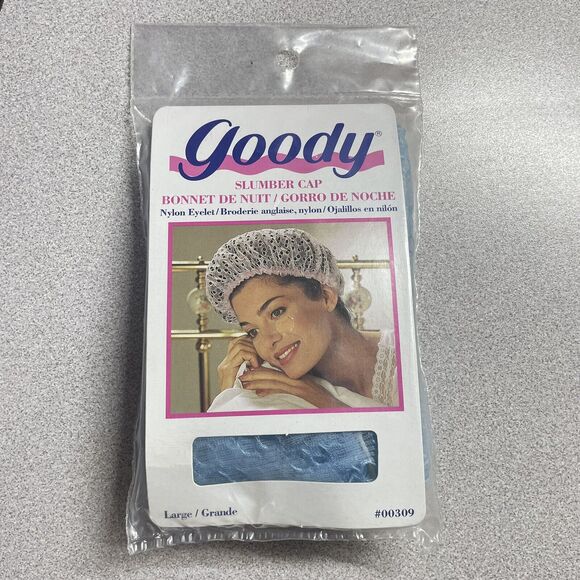 goody®
SLUMBER CAP
BONNET DE NUIT / GORRO DE NOCHE
Nylon Eyelet/Broderie anglaise, nylon/Ojalillos en nilón
Large / Grande
#00309